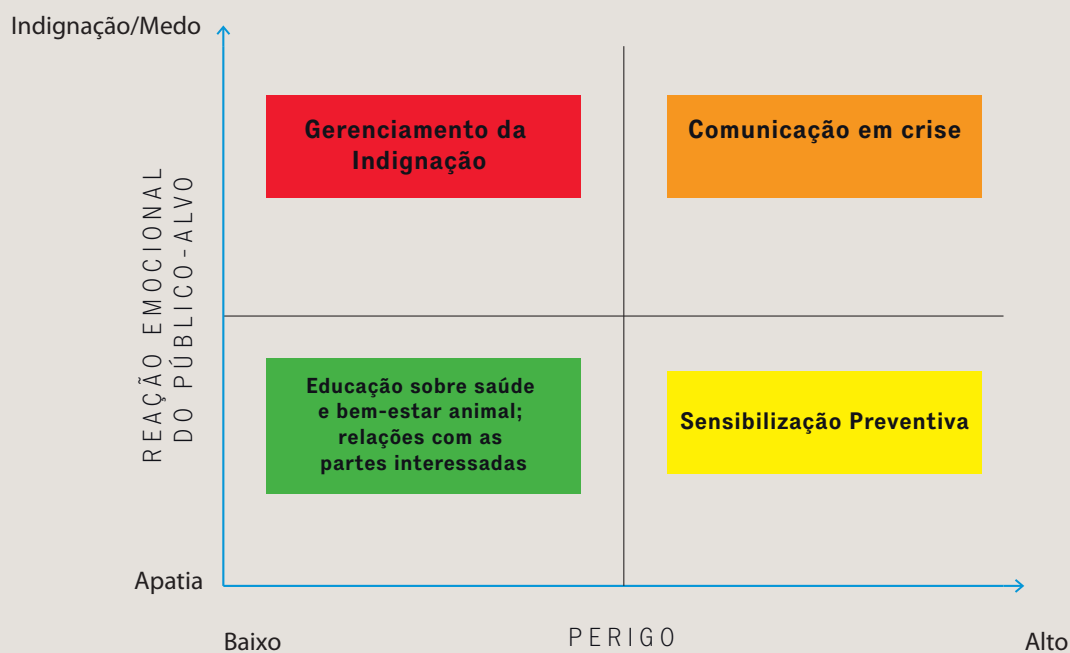 Indignação/Medo
Gerenciamento da
Indignação
Comunicação em crise
REAÇÃO EMOCIONAL
DO PÚBLICO-ALVO
Educação sobre saúde
e bem-estar animal;
relações com as
partes interessadas
Sensibilização Preventiva
Apatia
Baixo
PERIGO
Alto